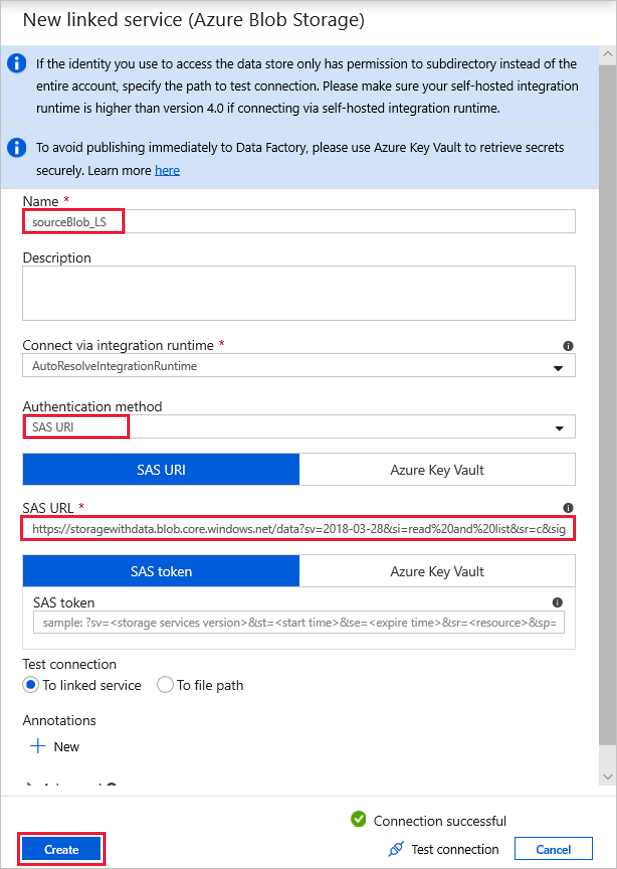 New linked service (Azure Blob Storage)
If the identity you use to access the data store only has permission to subdirectory instead of the
entire account, specify the path to test connection. Please make sure your self-hosted integration
runtime is higher than version 4.0 if connecting via self-hosted integration runtime.
To avoid publishing immediately to Data Factory, please use Azure Key Vault to retrieve secrets
securely. Learn more here
Name *
sourceBlob_LS
Description
Connect via integration runtime *
AutoResolveIntegrationRuntime
Authentication method
SAS URI
SAS URI Azure Key Vault
SAS URL *
https://storagewithdata.blob.core.windows.net/data?sv=2018-03-28&si=read%20and%20list&sr=c&sig
SAS token Azure Key Vault
SAS token
sample: ?sv=<storage services version>&st=<start time>&se=<expire time>&sr=<resource>&sp=
Test connection
To linked service To file path
Annotations
New
Connection successful
Create Test connection Cancel